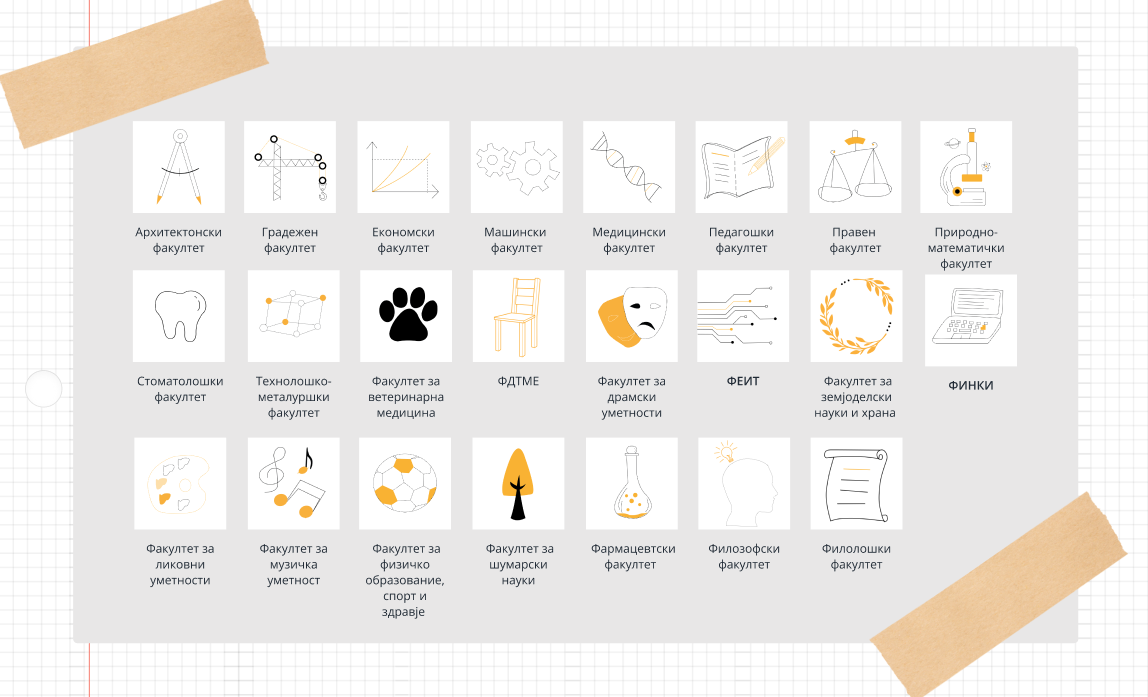 Архитектонски
факултет
Градежен
факултет
Економски
факултет
Машински
факултет
Медицински
факултет
Педагошки
факултет
Правен
факултет
Природно-
математички
факултет
Стоматолошки
факултет
Технолошко-
металуршки
факултет
Факултет за
ветеринарна
медицина
ФДТМЕ
Факултет за
драмски
уметности
ФЕИТ
Факултет за
земјоделски
науки и храна
ФИНКИ
Факултет за
ликовни
уметности
Факултет за
музичка
уметност
Факултет за
физичко
образование,
спорт и
здравје
Факултет за
шумарски
науки
Фармацевтски
факултет
Филозофски
факултет
Филолошки
факултет